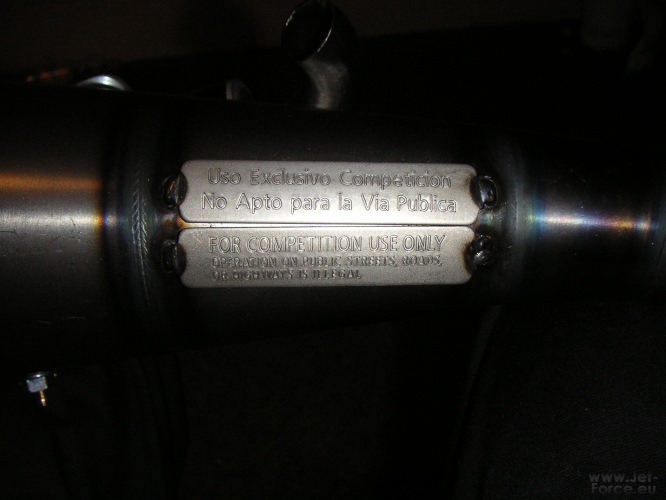 Uso Exclusivo Competicion
No Apto para la Via Publica
FOR COMPETITION USE ONLY
OPERATION ON PUBLIC STREETS, ROADS,
OR HIGHWAYS IS ILLEGAL
www.Jet-
Force.eu